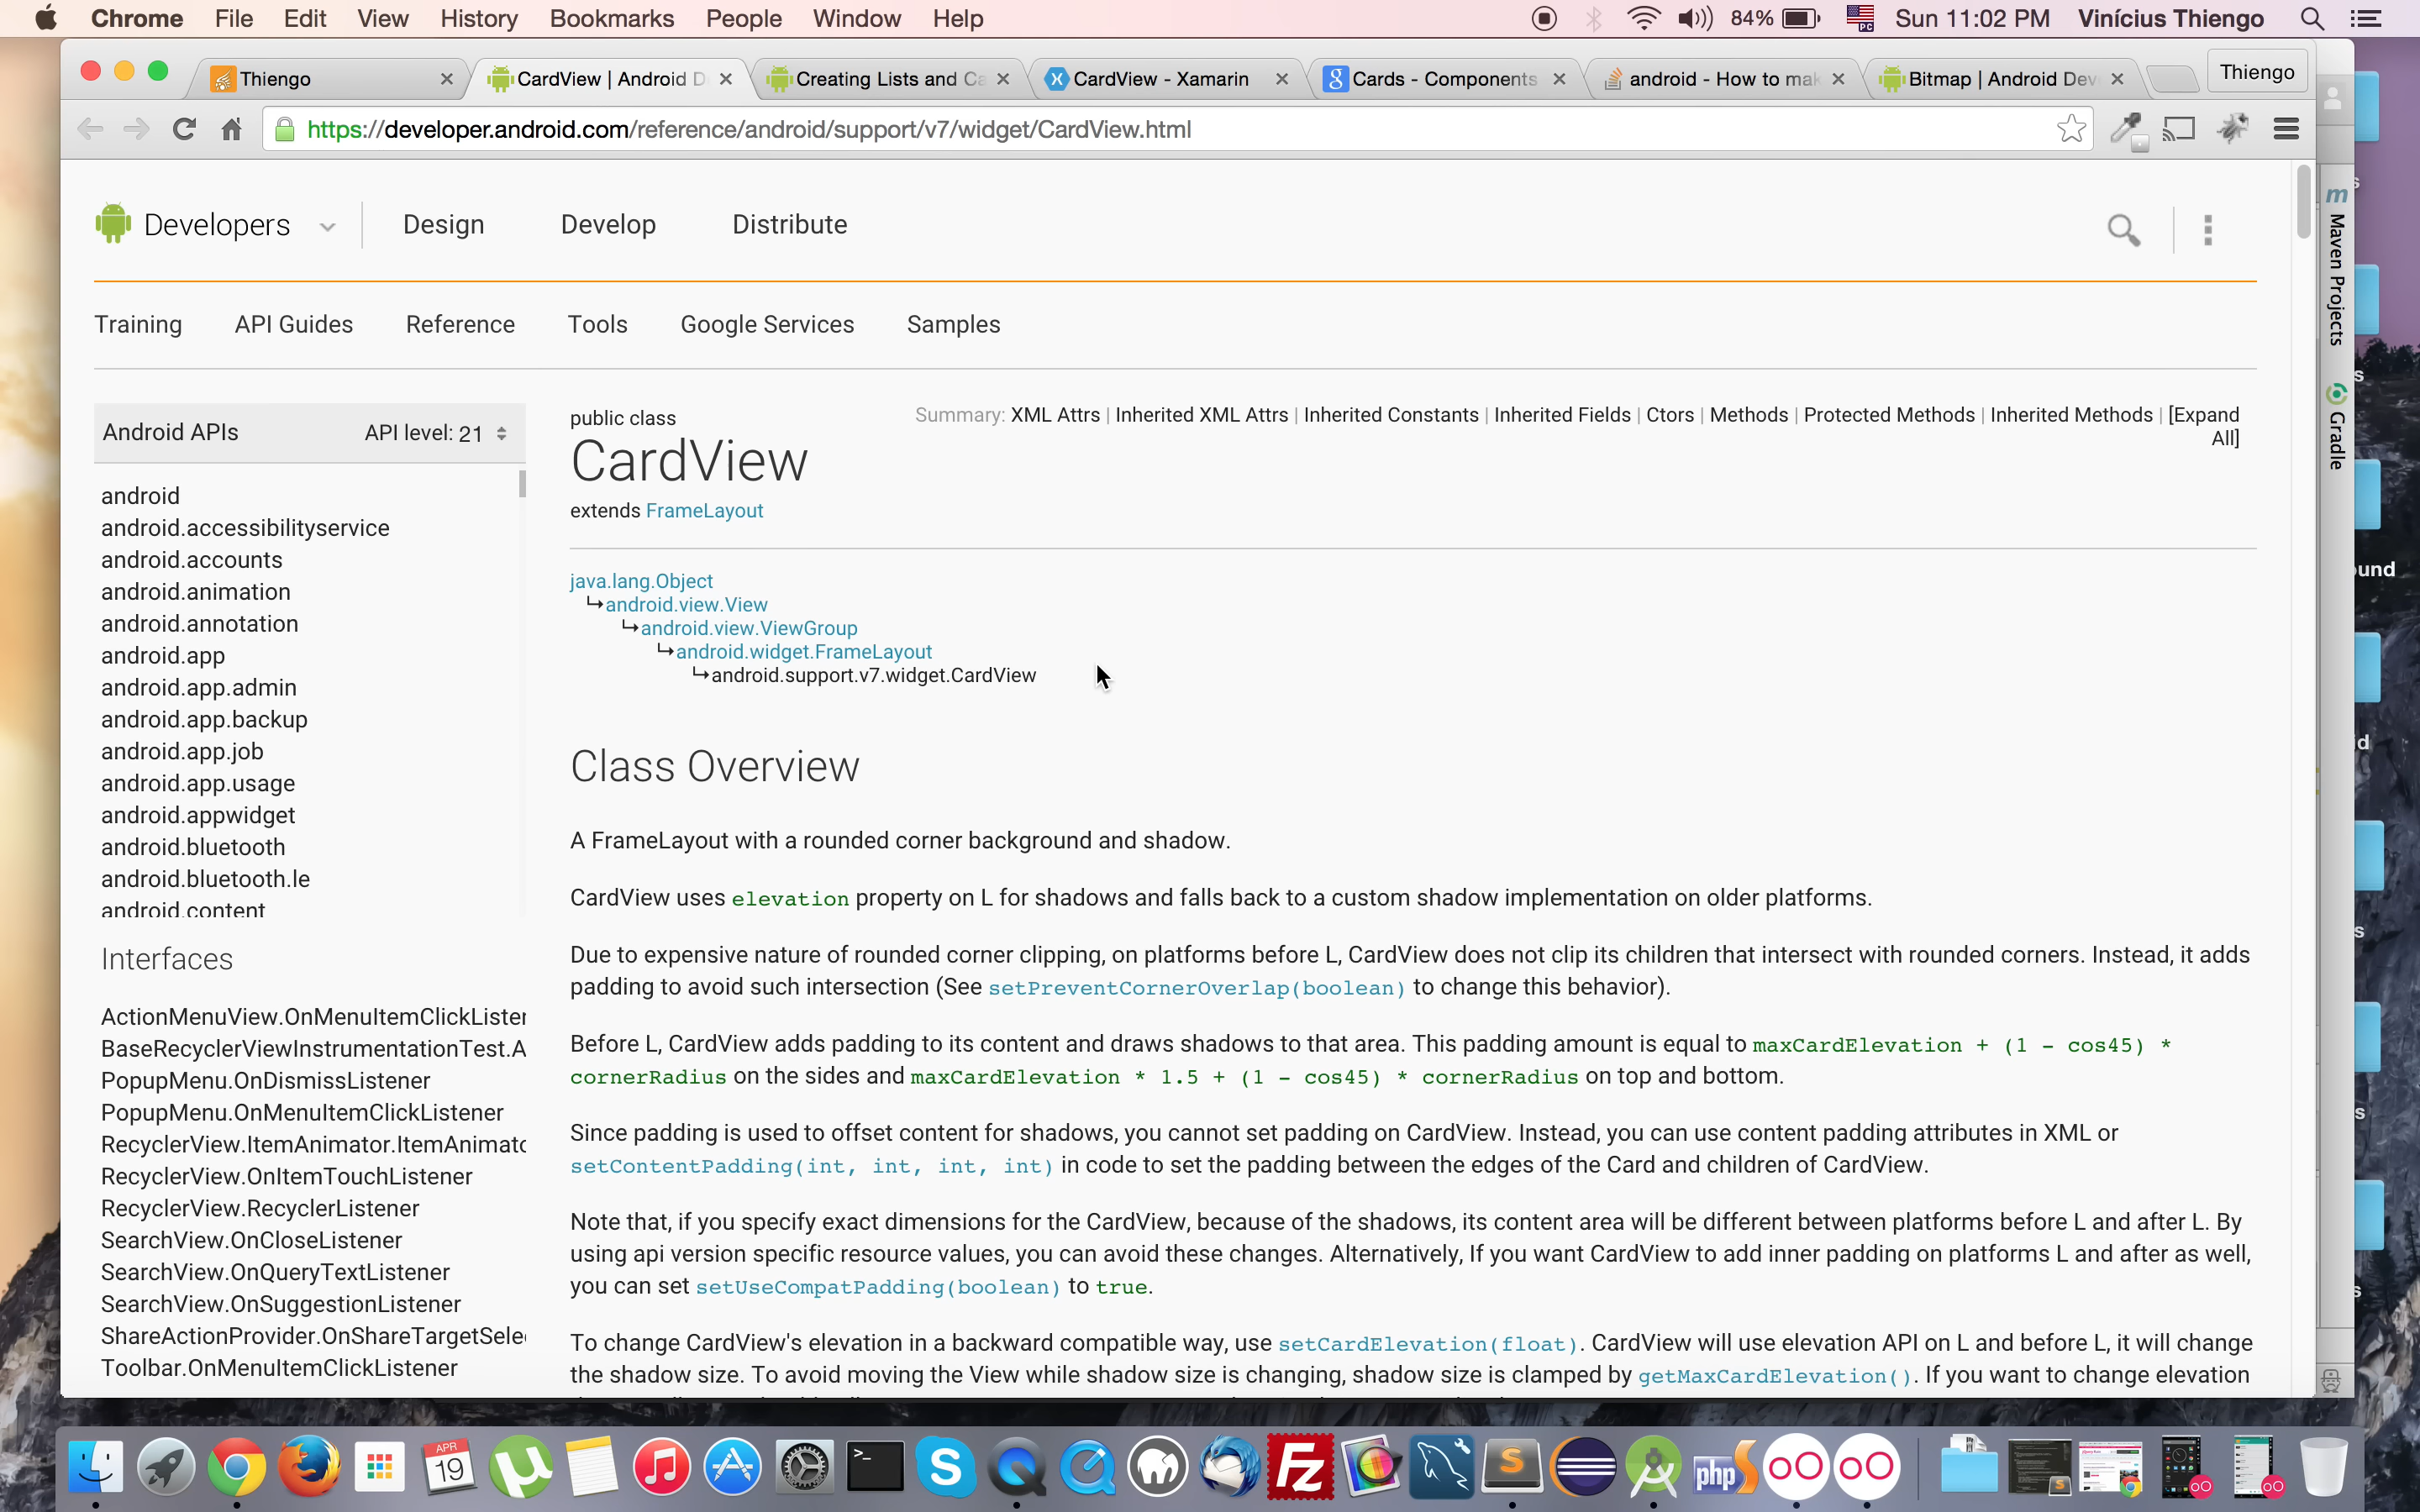 Chrome File Edit View History Bookmarks People Window Help 84% Sun 11:02 PM Vinícius Thiengo
Thiengo CardView | Android D Creating Lists and Ca CardView - Xamarin Cards - Components android - How to mak Bitmap | Android Dev Thiengo
https://developer.android.com/reference/android/support/v7/widget/CardView.html
Developers Design Develop Distribute
Training API Guides Reference Tools Google Services Samples
Android APIs API level: 21
android
android.accessibilityservice
android.accounts
android.animation
android.annotation
android.app
android.app.admin
android.app.backup
android.app.job
android.app.usage
android.appwidget
android.bluetooth
android.bluetooth.le
android.content
Interfaces
ActionMenuView.OnMenuItemClickLister
BaseRecyclerViewInstrumentationTest.A
PopupMenu.OnDismissListener
PopupMenu.OnMenuItemClickListener
RecyclerView.ItemAnimator.ItemAnimatc
RecyclerView.OnItemTouchListener
RecyclerView.RecyclerListener
SearchView.OnCloseListener
SearchView.OnQueryTextListener
SearchView.OnSuggestionListener
ShareActionProvider.OnShareTargetSele
Toolbar.OnMenuItemClickListener
public class
CardView
extends FrameLayout
Summary: XML Attrs | Inherited XML Attrs | Inherited Constants | Inherited Fields | Ctors | Methods | Protected Methods | Inherited Methods | [Expand
All]
java.lang.Object
↳android.view.View
↳android.view.ViewGroup
↳android.widget.FrameLayout
↳android.support.v7.widget.CardView
Class Overview
A FrameLayout with a rounded corner background and shadow.
CardView uses elevation property on L for shadows and falls back to a custom shadow implementation on older platforms.
Due to expensive nature of rounded corner clipping, on platforms before L, CardView does not clip its children that intersect with rounded corners. Instead, it adds
padding to avoid such intersection (See setPreventCornerOverlap(boolean) to change this behavior).
Before L, CardView adds padding to its content and draws shadows to that area. This padding amount is equal to maxCardElevation + (1 - cos45) *
cornerRadius on the sides and maxCardElevation * 1.5 + (1 - cos45) * cornerRadius on top and bottom.
Since padding is used to offset content for shadows, you cannot set padding on CardView. Instead, you can use content padding attributes in XML or
setContentPadding(int, int, int, int) in code to set the padding between the edges of the Card and children of CardView.
Note that, if you specify exact dimensions for the CardView, because of the shadows, its content area will be different between platforms before L and after L. By
using api version specific resource values, you can avoid these changes. Alternatively, If you want CardView to add inner padding on platforms L and after as well,
you can set setUseCompatPadding(boolean) to true.
To change CardView's elevation in a backward compatible way, use setCardElevation(float). CardView will use elevation API on L and before L, it will change
the shadow size. To avoid moving the View while shadow size is changing, shadow size is clamped by getMaxCardElevation(). If you want to change elevation
Maven Projects
Gradle
und
APR
19
php